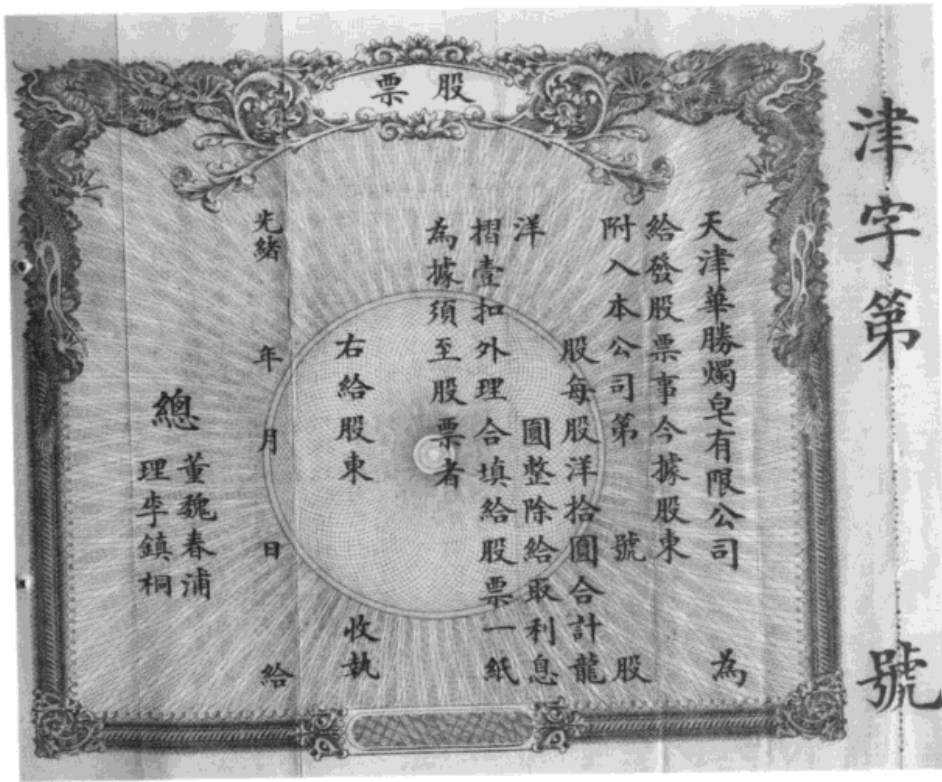 津字第　號
股票
天津華勝燭皂有限公司　為
給發股票事今據股東
附入本公司第　號　股
股每股洋拾圓合計龍
洋　圓整除給取利息
摺壹扣外理合填給股票一紙
為據須至股票者
右給股東　收執
光緒　年　月　日　給
總　董魏春浦
理李鎮桐